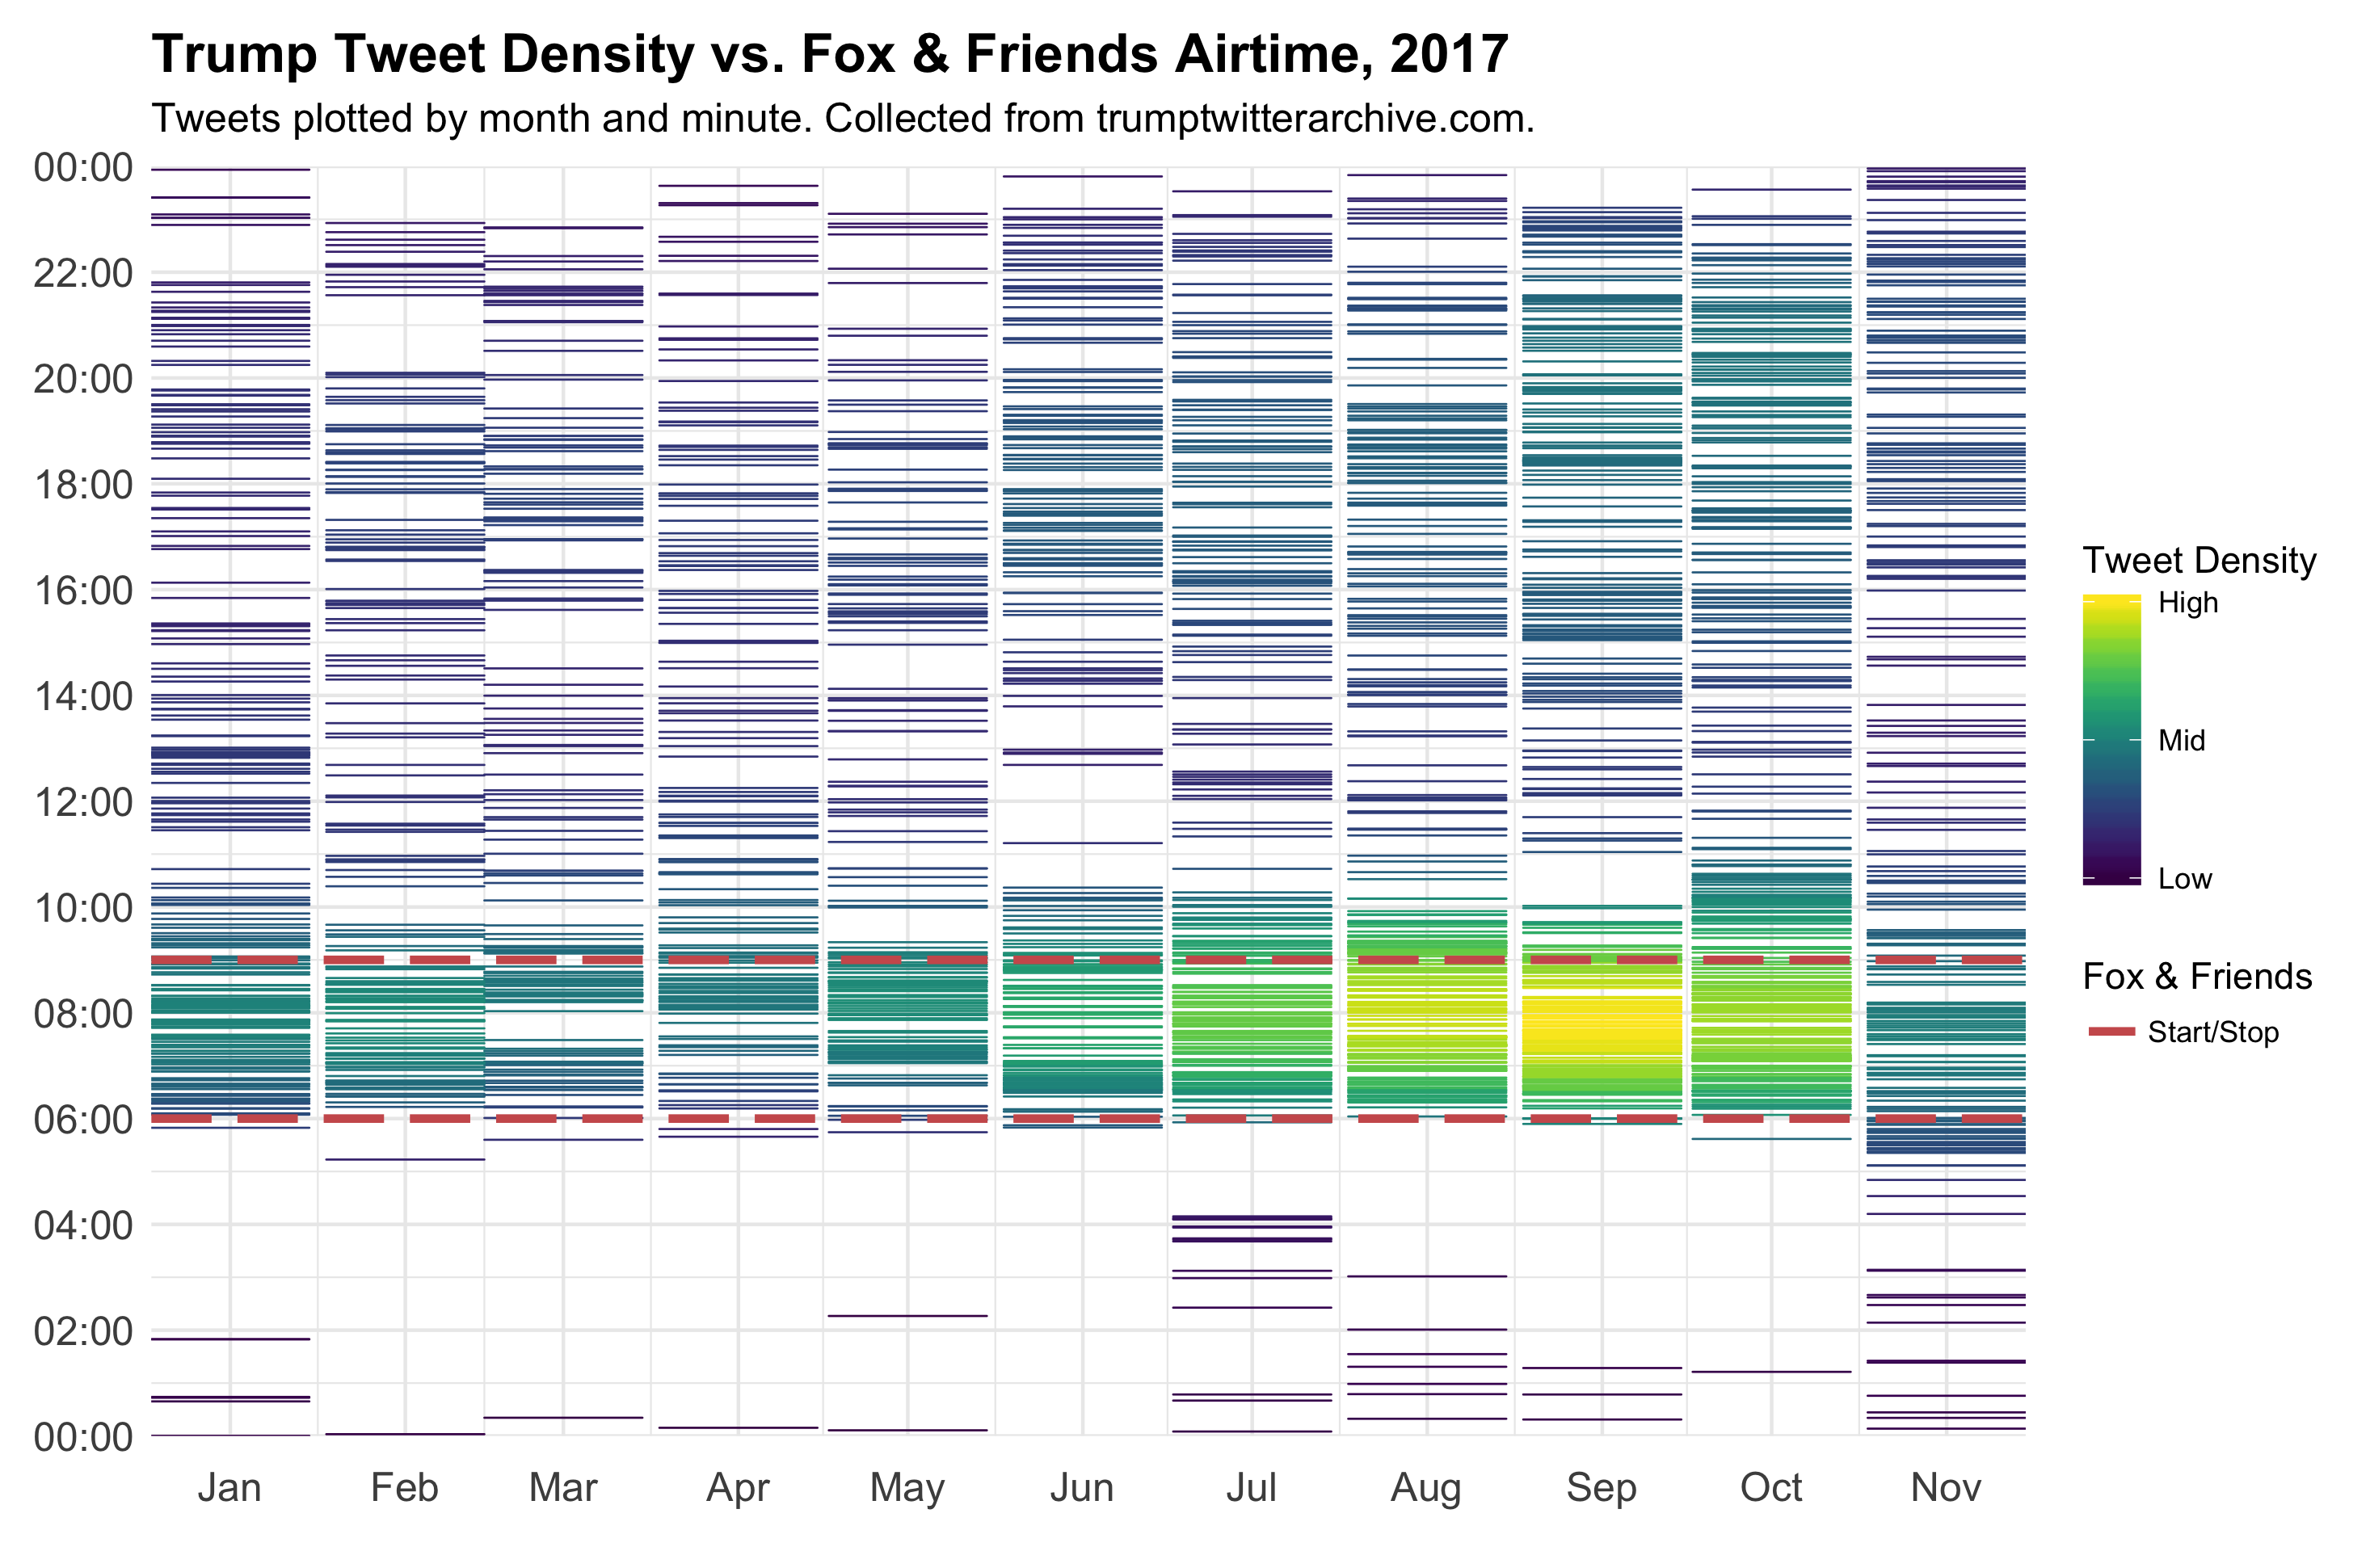 Trump Tweet Density vs. Fox & Friends Airtime, 2017
Tweets plotted by month and minute. Collected from trumptwitterarchive.com.
00:00
22:00
20:00
18:00
16:00
14:00
12:00
10:00
08:00
06:00
04:00
02:00
00:00
Jan Feb Mar Apr May Jun Jul Aug Sep Oct Nov
Tweet Density
High
Mid
Low
Fox & Friends
Start/Stop